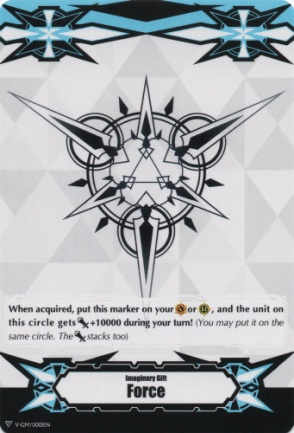 When acquired, put this marker on your or , and the unit on
this circle gets +10000 during your turn! (You may put it on
the same circle. The stacks too)
Imaginary Gift
Force
V-GM/0000EN